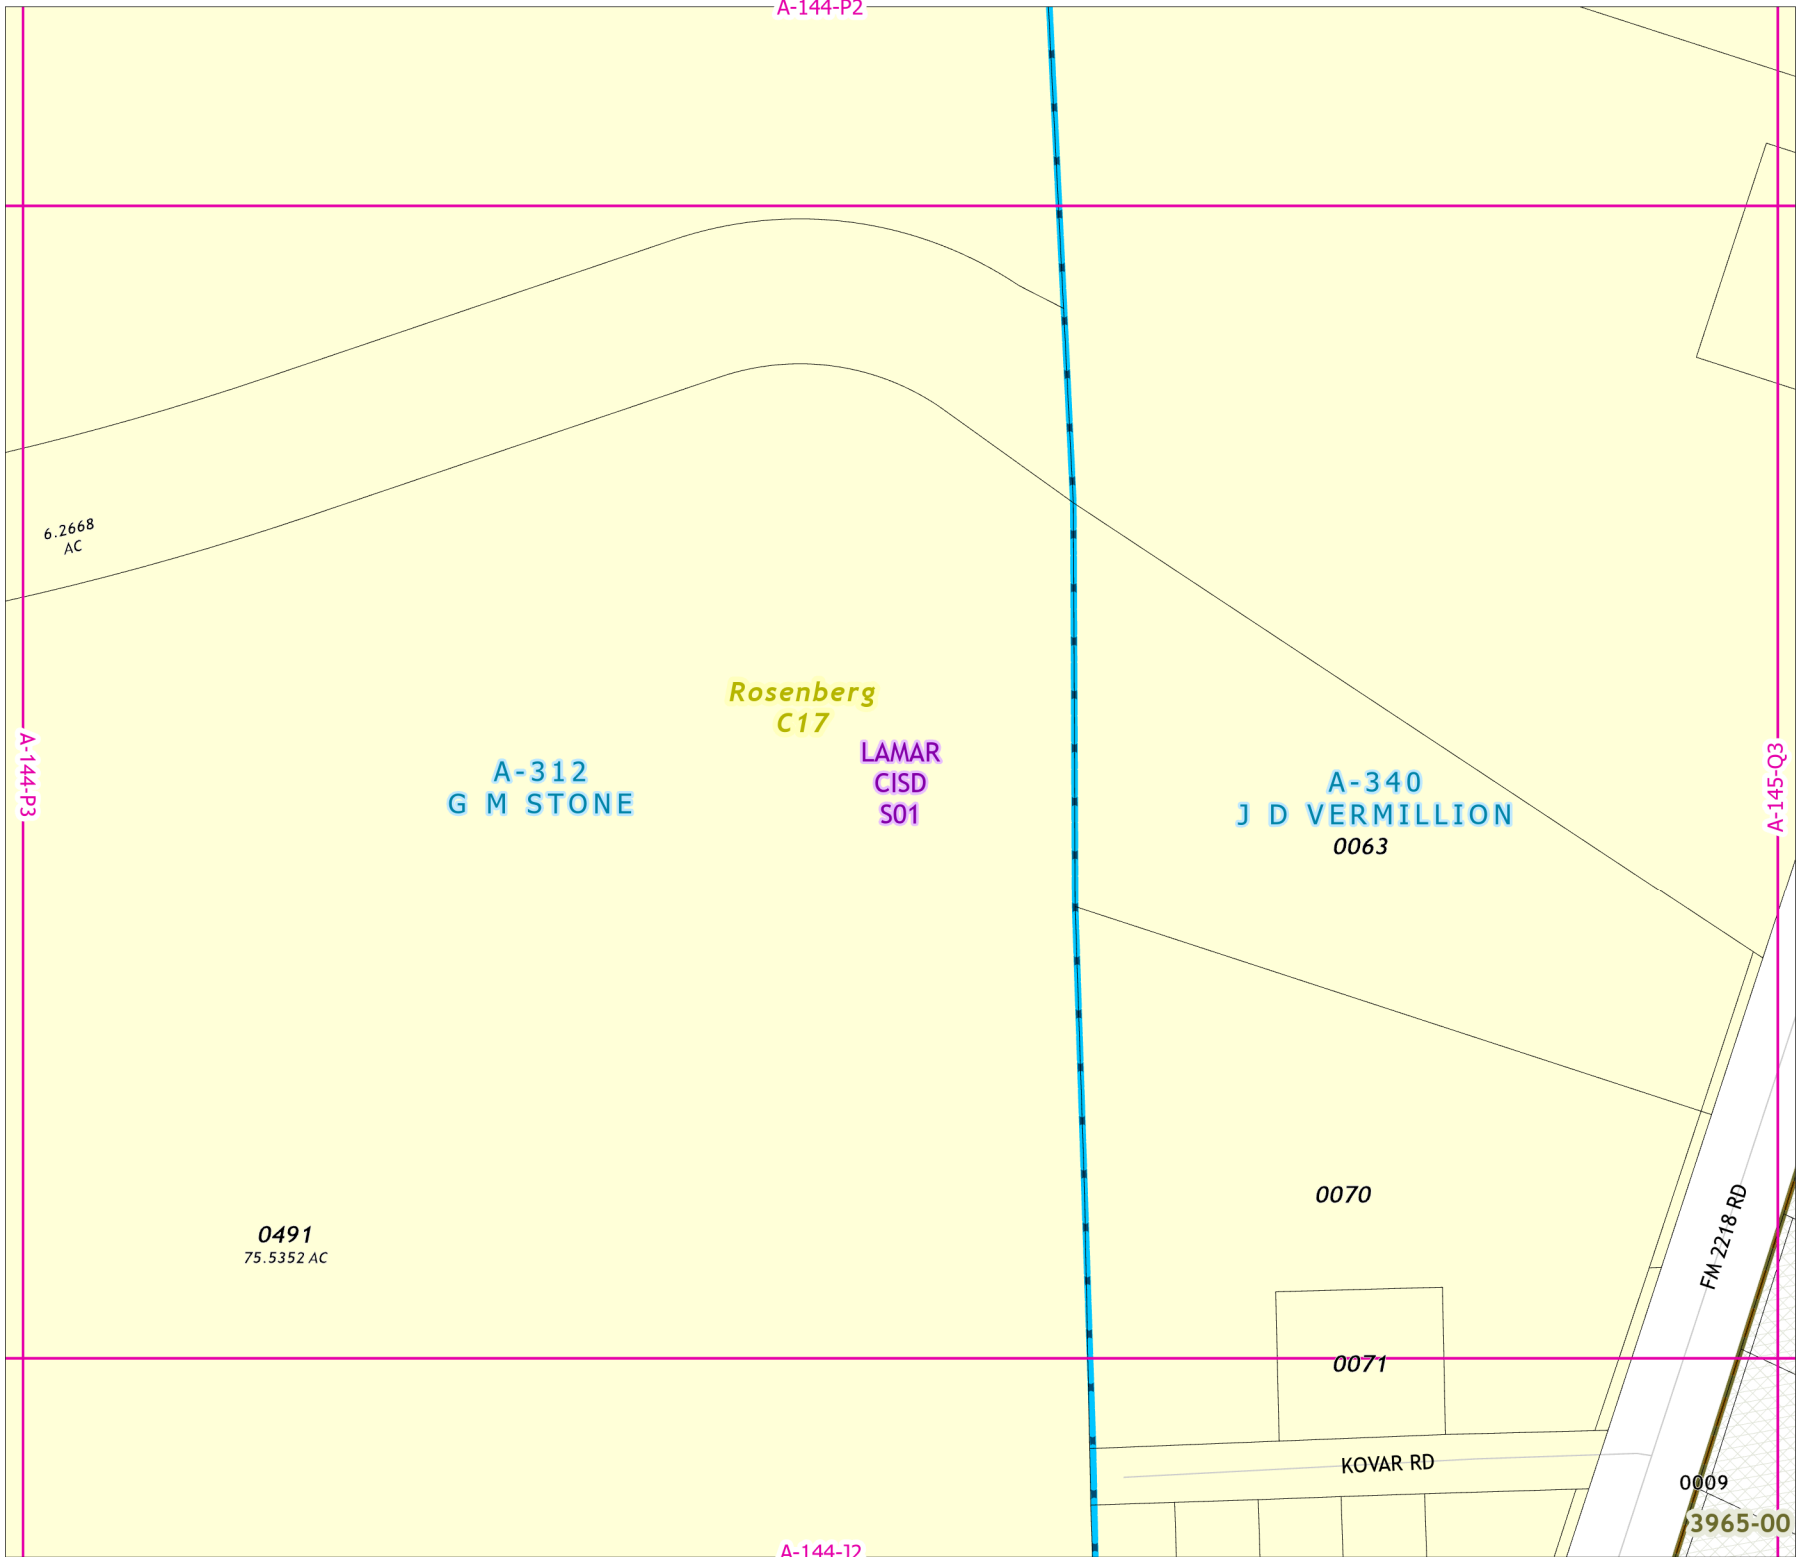 A-144-P2
6.2668
AC
Rosenberg
C17
LAMAR
CISD
S01
A-312
G M STONE
A-340
J D VERMILLION
0063
A-144-P3
A-145-Q3
0070
0491
75.5352 AC
FM 2218 RD
0071
KOVAR RD
0009
3965-00
A-144-J2